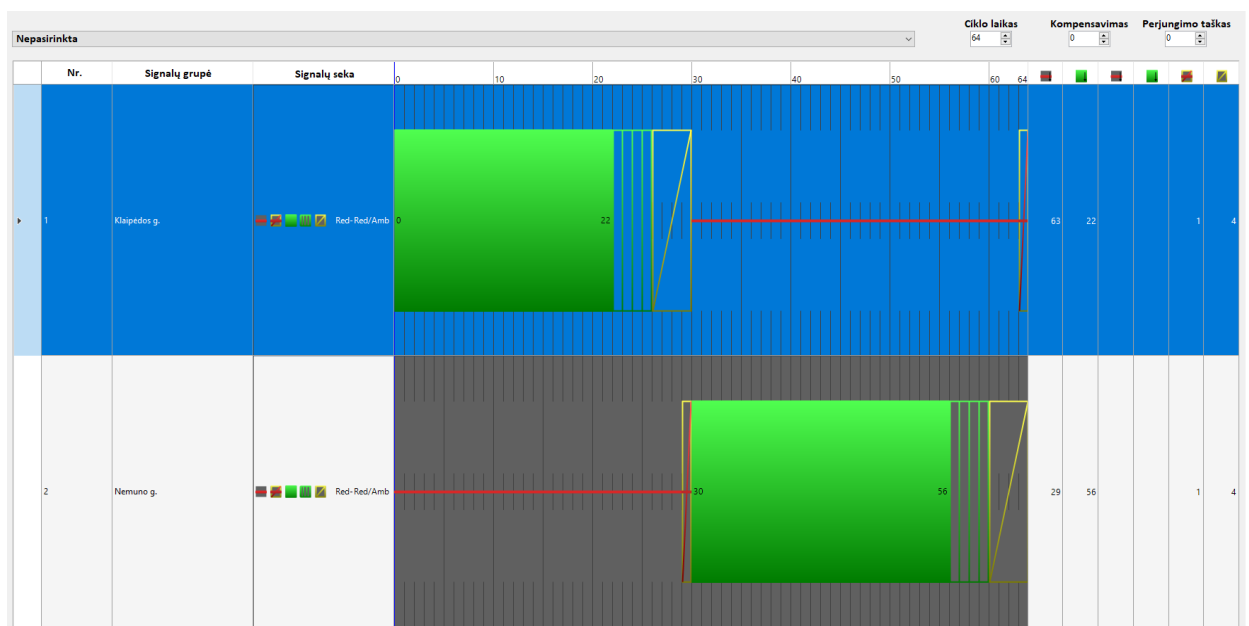 Ciklo laikas Kompensavimas Perjungimo taškas
Nepasirinkta 64 0 0
Nr. Signalų grupė Signalų seka 0 10 20 30 40 50 60 64
1 Klaipėdos g. Red-Red/Amb 0 22 63 22 1 4
2 Nemuno g. Red-Red/Amb 30 56 29 56 1 4